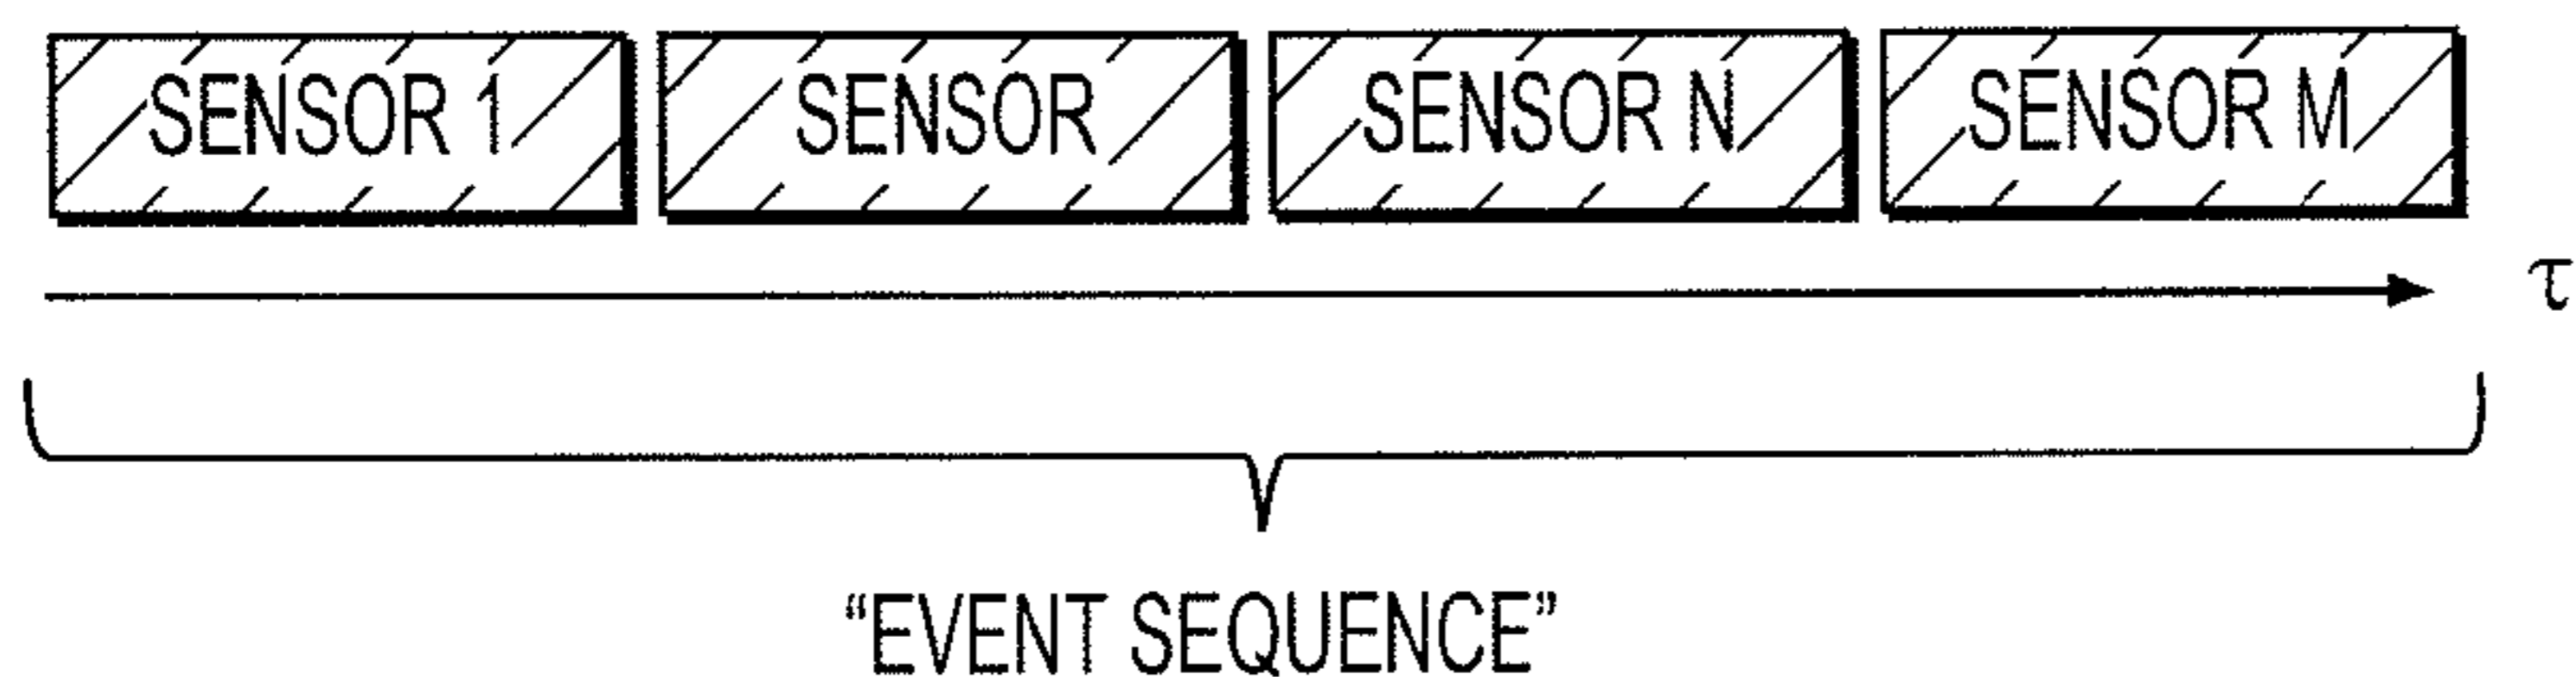 SENSOR 1 SENSOR SENSOR N SENSOR M
τ
“EVENT SEQUENCE”